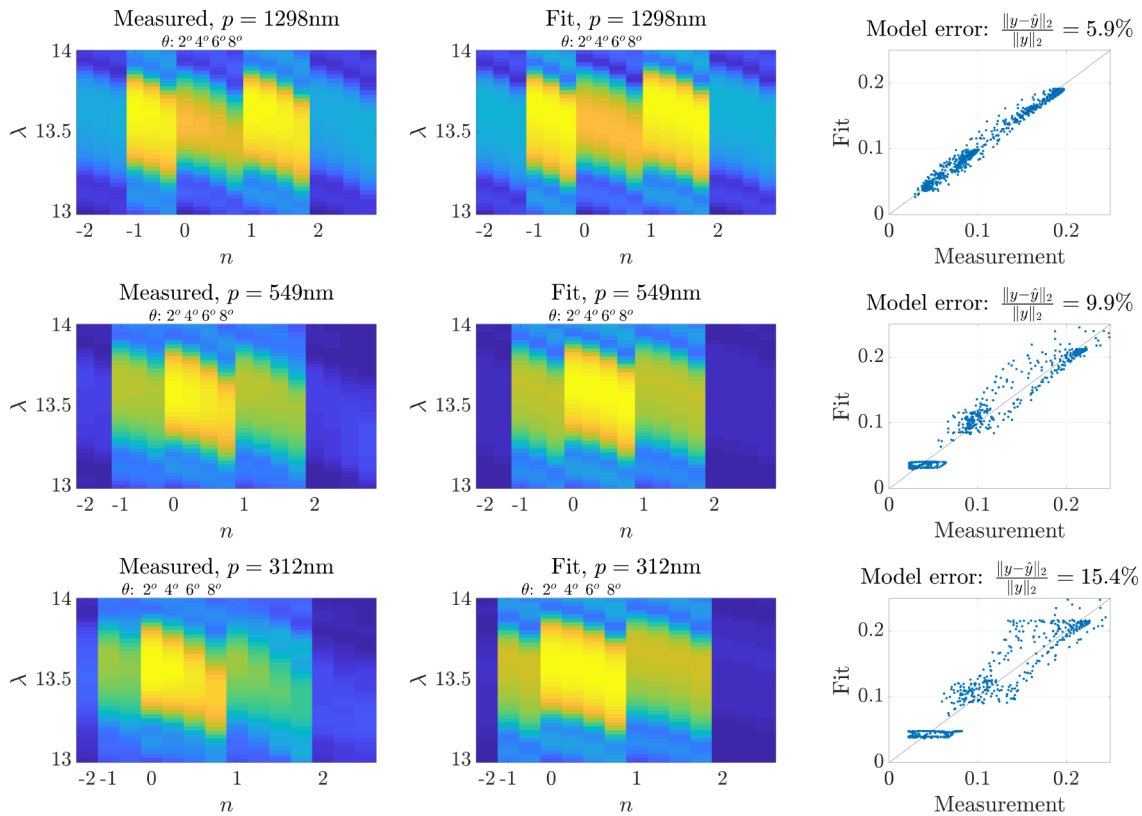 Measured, p = 1298nm
θ: 2° 4° 6° 8°
14
13.5
13
λ
-2 -1 0 1 2
n
Fit, p = 1298nm
θ: 2° 4° 6° 8°
14
13.5
13
λ
-2 -1 0 1 2
n
Model error: ‖y−ŷ‖₂ / ‖y‖₂ = 5.9%
0.2
0.1
0
Fit
0 0.1 0.2
Measurement
Measured, p = 549nm
θ: 2° 4° 6° 8°
14
13.5
13
λ
-2 -1 0 1 2
n
Fit, p = 549nm
θ: 2° 4° 6° 8°
14
13.5
13
λ
-2 -1 0 1 2
n
Model error: ‖y−ŷ‖₂ / ‖y‖₂ = 9.9%
0.2
0.1
0
Fit
0 0.1 0.2
Measurement
Measured, p = 312nm
θ: 2° 4° 6° 8°
14
13.5
13
λ
-2 -1 0 1 2
n
Fit, p = 312nm
θ: 2° 4° 6° 8°
14
13.5
13
λ
-2 -1 0 1 2
n
Model error: ‖y−ŷ‖₂ / ‖y‖₂ = 15.4%
0.2
0.1
0
Fit
0 0.1 0.2
Measurement